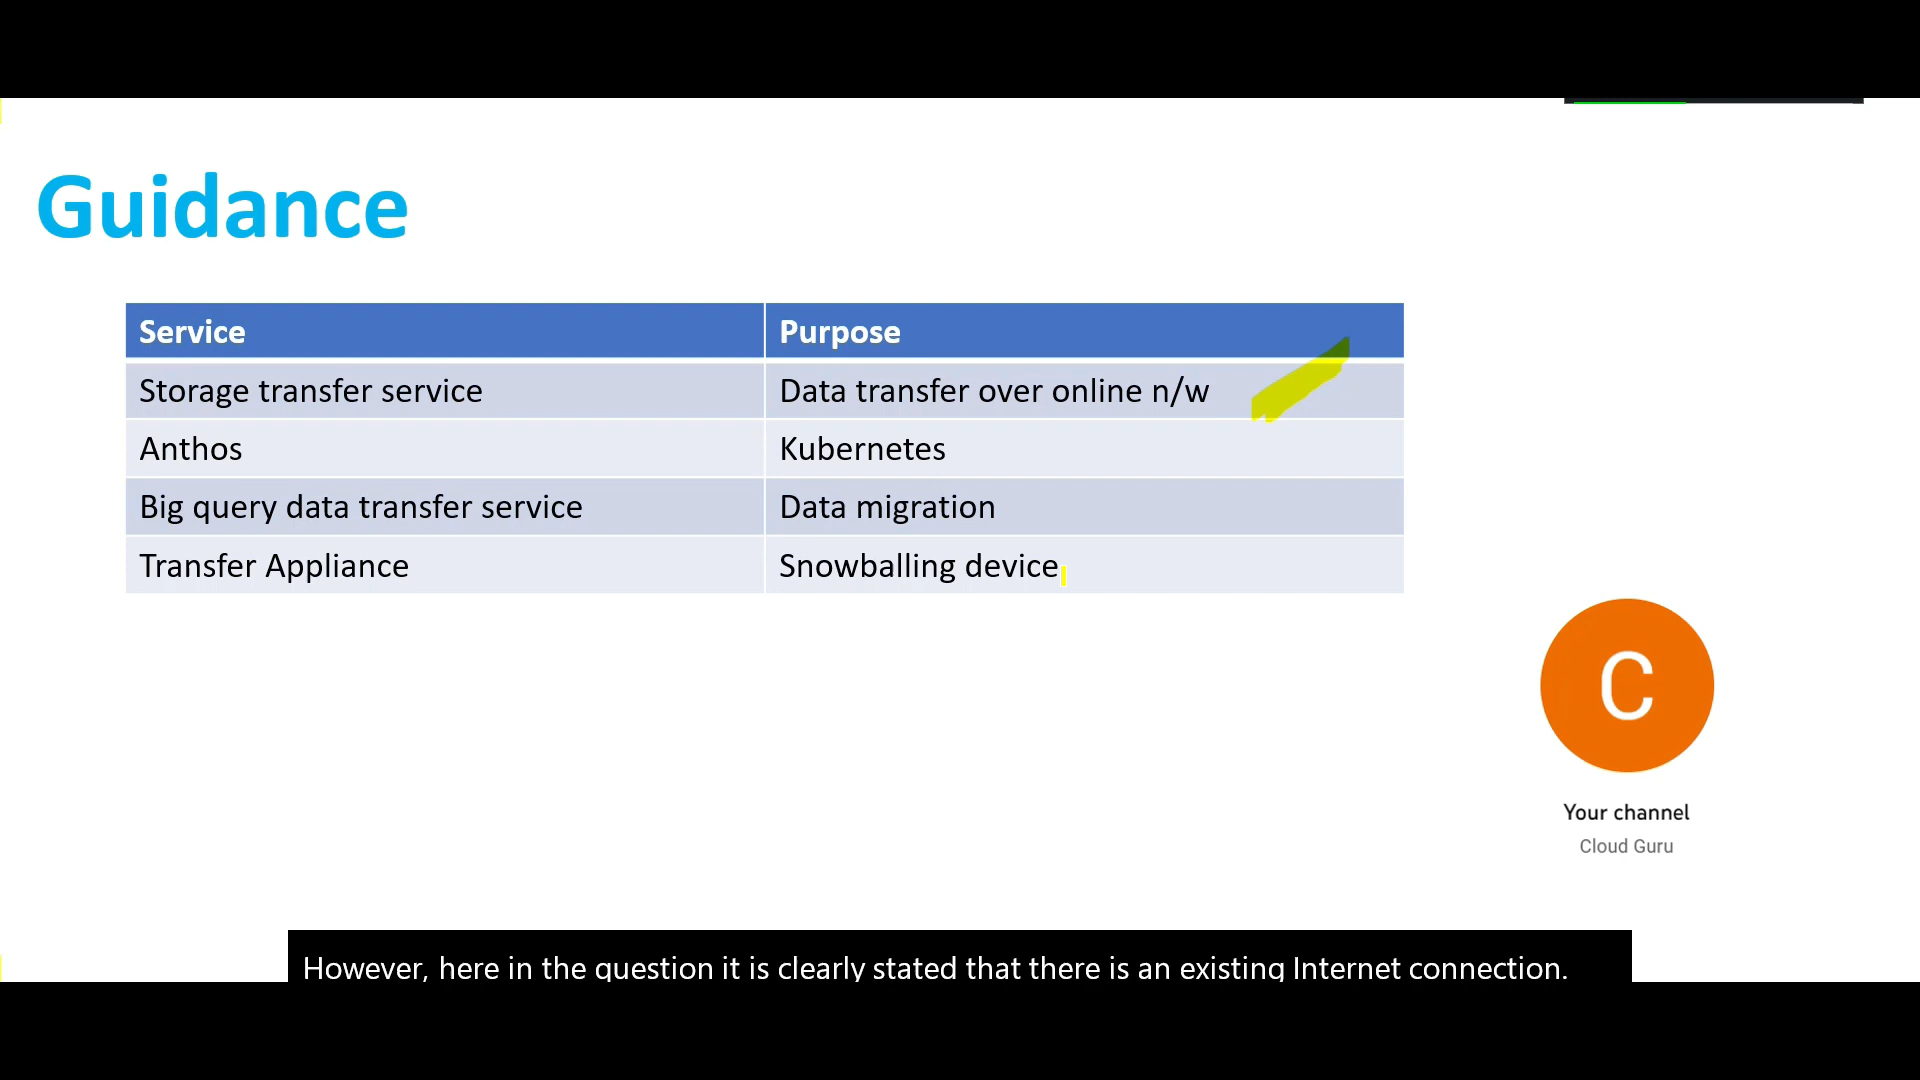 Guidance
Service Purpose
Storage transfer service Data transfer over online n/w
Anthos Kubernetes
Big query data transfer service Data migration
Transfer Appliance Snowballing device
C
Your channel
Cloud Guru
However, here in the question it is clearly stated that there is an existing Internet connection.